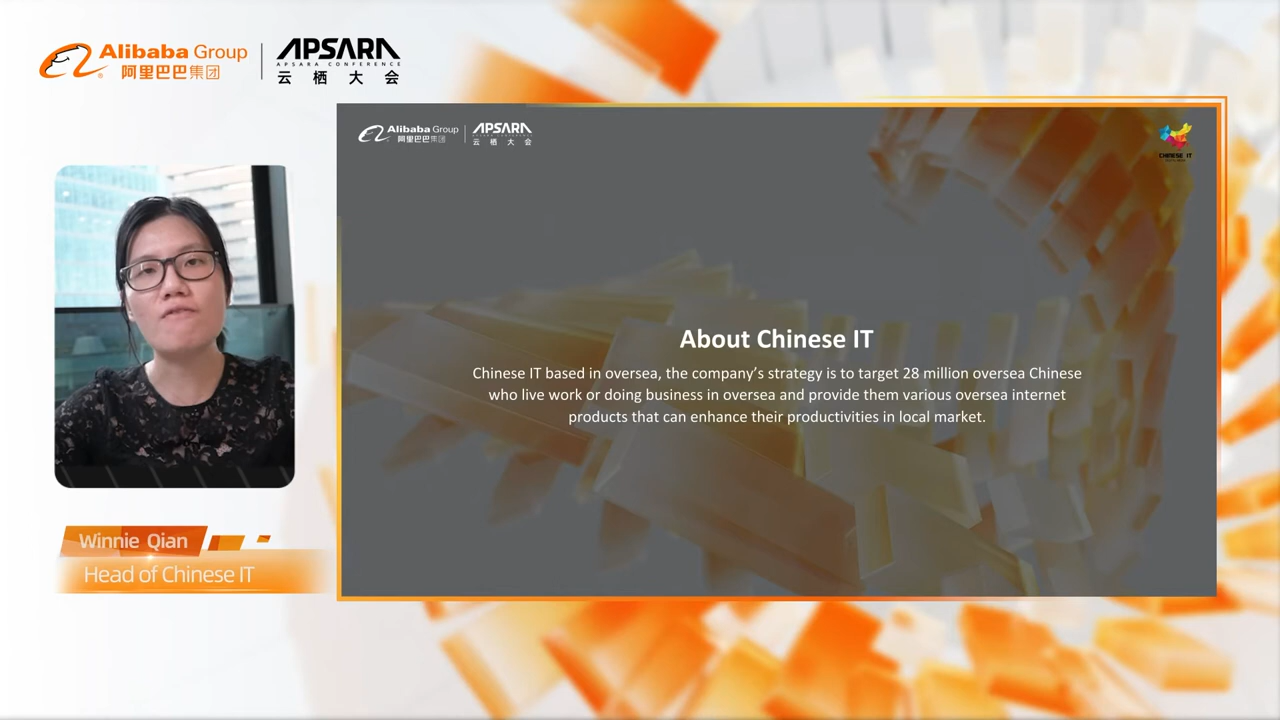 Alibaba Group
阿里巴巴集团
APSARA
APSARA CONFERENCE
云栖大会
Alibaba Group
阿里巴巴集团
APSARA
云栖大会
CHINESE IT
About Chinese IT
Chinese IT based in oversea, the company's strategy is to target 28 million oversea Chinese
who live work or doing business in oversea and provide them various oversea internet
products that can enhance their productivities in local market.
Winnie Qian
Head of Chinese IT